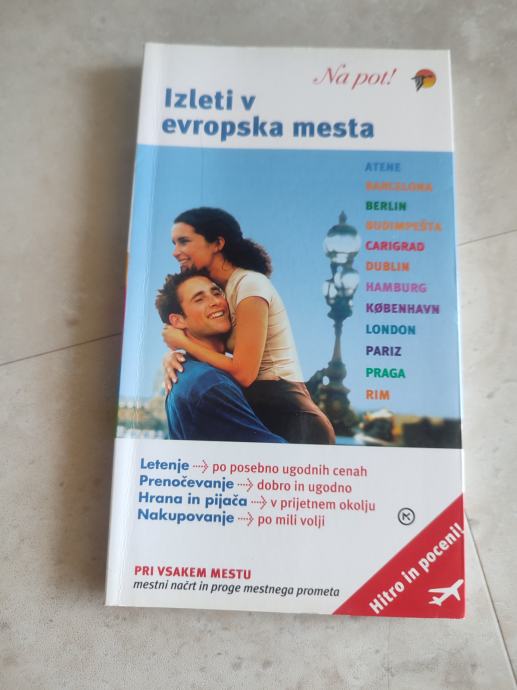 Na pot!
Izleti v
evropska mesta
ATENE
BARCELONA
BERLIN
BUDIMPEŠTA
CARIGRAD
DUBLIN
HAMBURG
KØBENHAVN
LONDON
PARIZ
PRAGA
RIM
Letenje ····> po posebno ugodnih cenah
Prenočevanje ····> dobro in ugodno
Hrana in pijača ····> v prijetnem okolju
Nakupovanje ····> po mili volji
PRI VSAKEM MESTU
mestni načrt in proge mestnega prometa
Hitro in poceni!